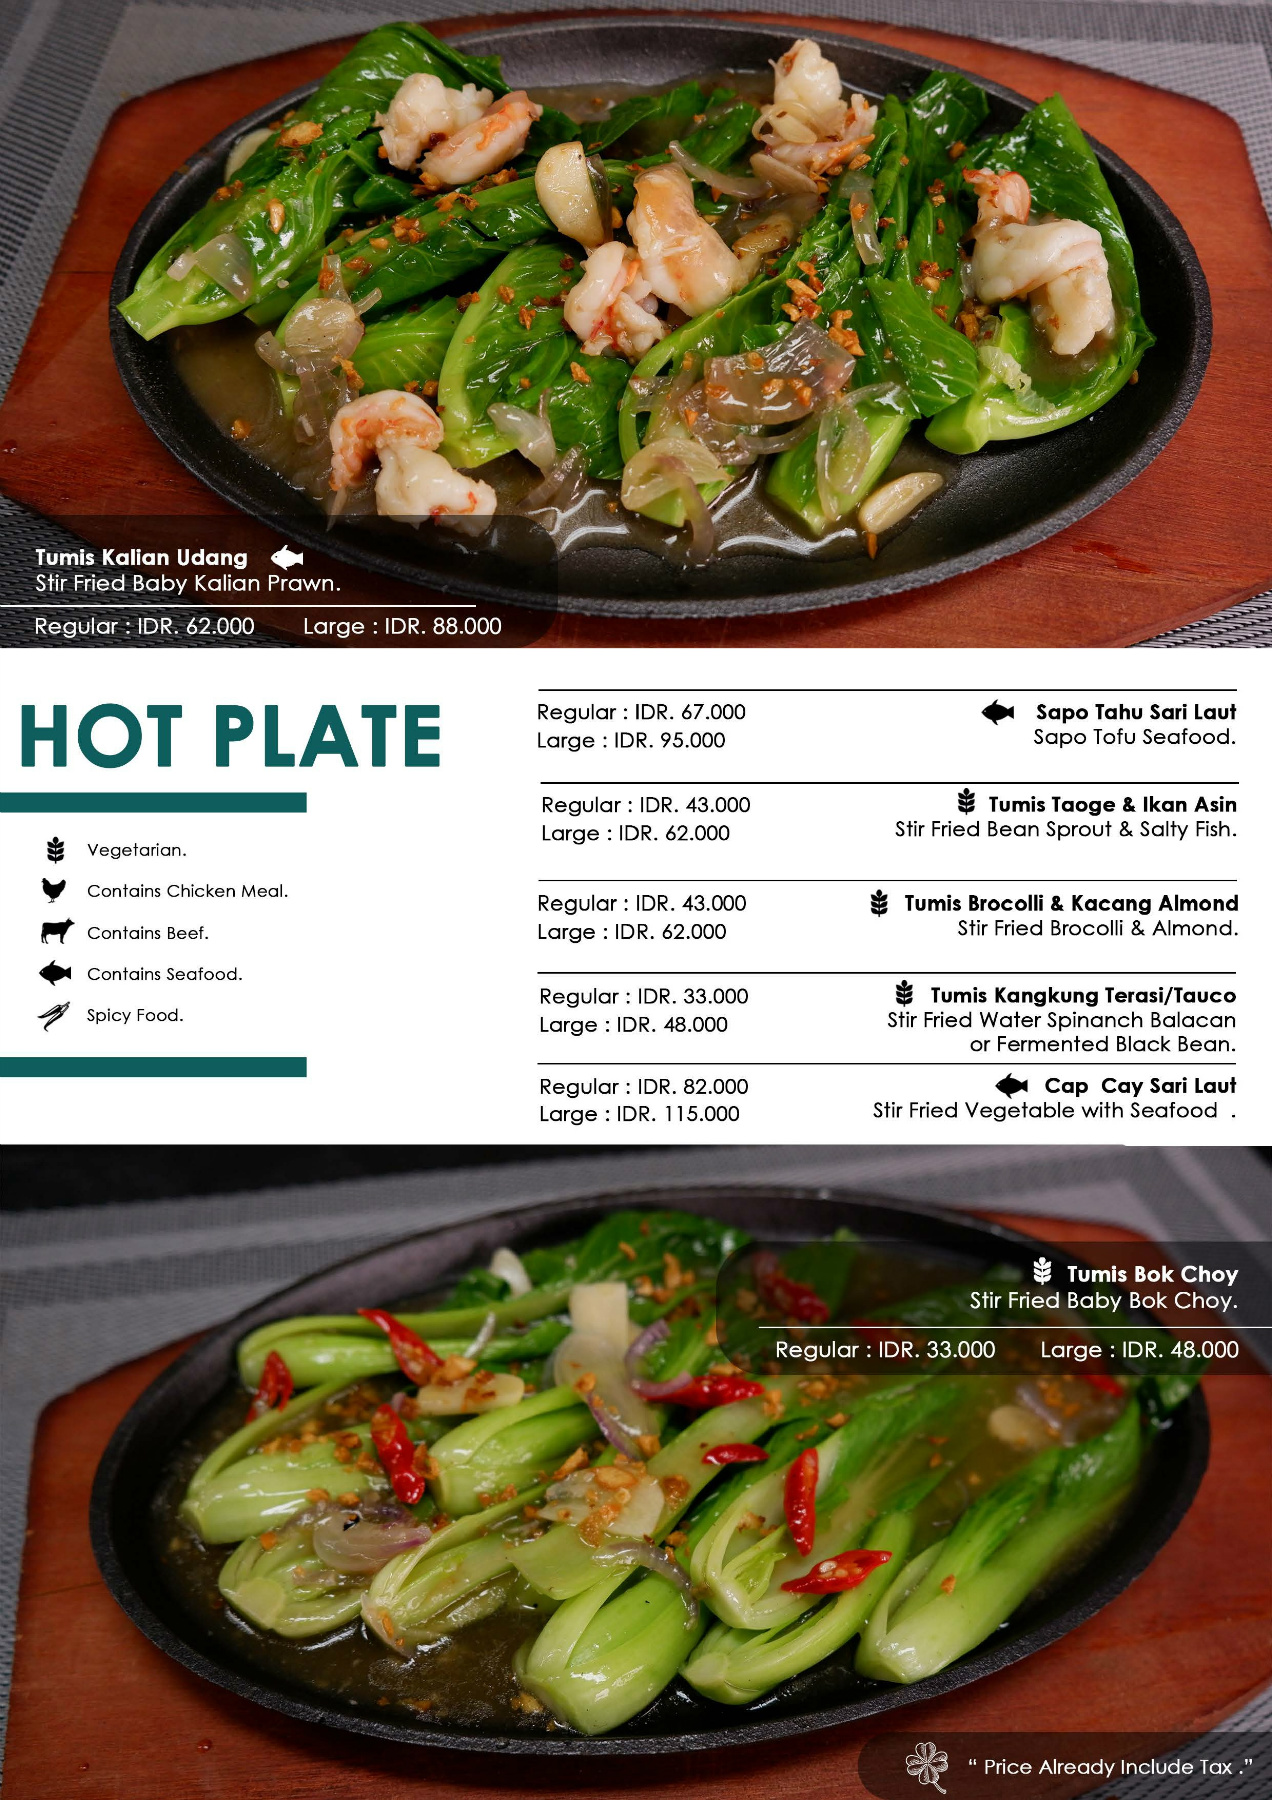 Tumis Kalian Udang
Stir Fried Baby Kalian Prawn.
Regular : IDR. 62.000 Large : IDR. 88.000
HOT PLATE
Vegetarian.
Contains Chicken Meal.
Contains Beef.
Contains Seafood.
Spicy Food.
Regular : IDR. 67.000 Sapo Tahu Sari Laut
Large : IDR. 95.000 Sapo Tofu Seafood.
Regular : IDR. 43.000 Tumis Taoge & Ikan Asin
Large : IDR. 62.000 Stir Fried Bean Sprout & Salty Fish.
Regular : IDR. 43.000 Tumis Brocolli & Kacang Almond
Large : IDR. 62.000 Stir Fried Brocolli & Almond.
Regular : IDR. 33.000 Tumis Kangkung Terasi/Tauco
Large : IDR. 48.000 Stir Fried Water Spinanch Balacan
or Fermented Black Bean.
Regular : IDR. 82.000 Cap Cay Sari Laut
Large : IDR. 115.000 Stir Fried Vegetable with Seafood .
Tumis Bok Choy
Stir Fried Baby Bok Choy.
Regular : IDR. 33.000 Large : IDR. 48.000
“ Price Already Include Tax .”